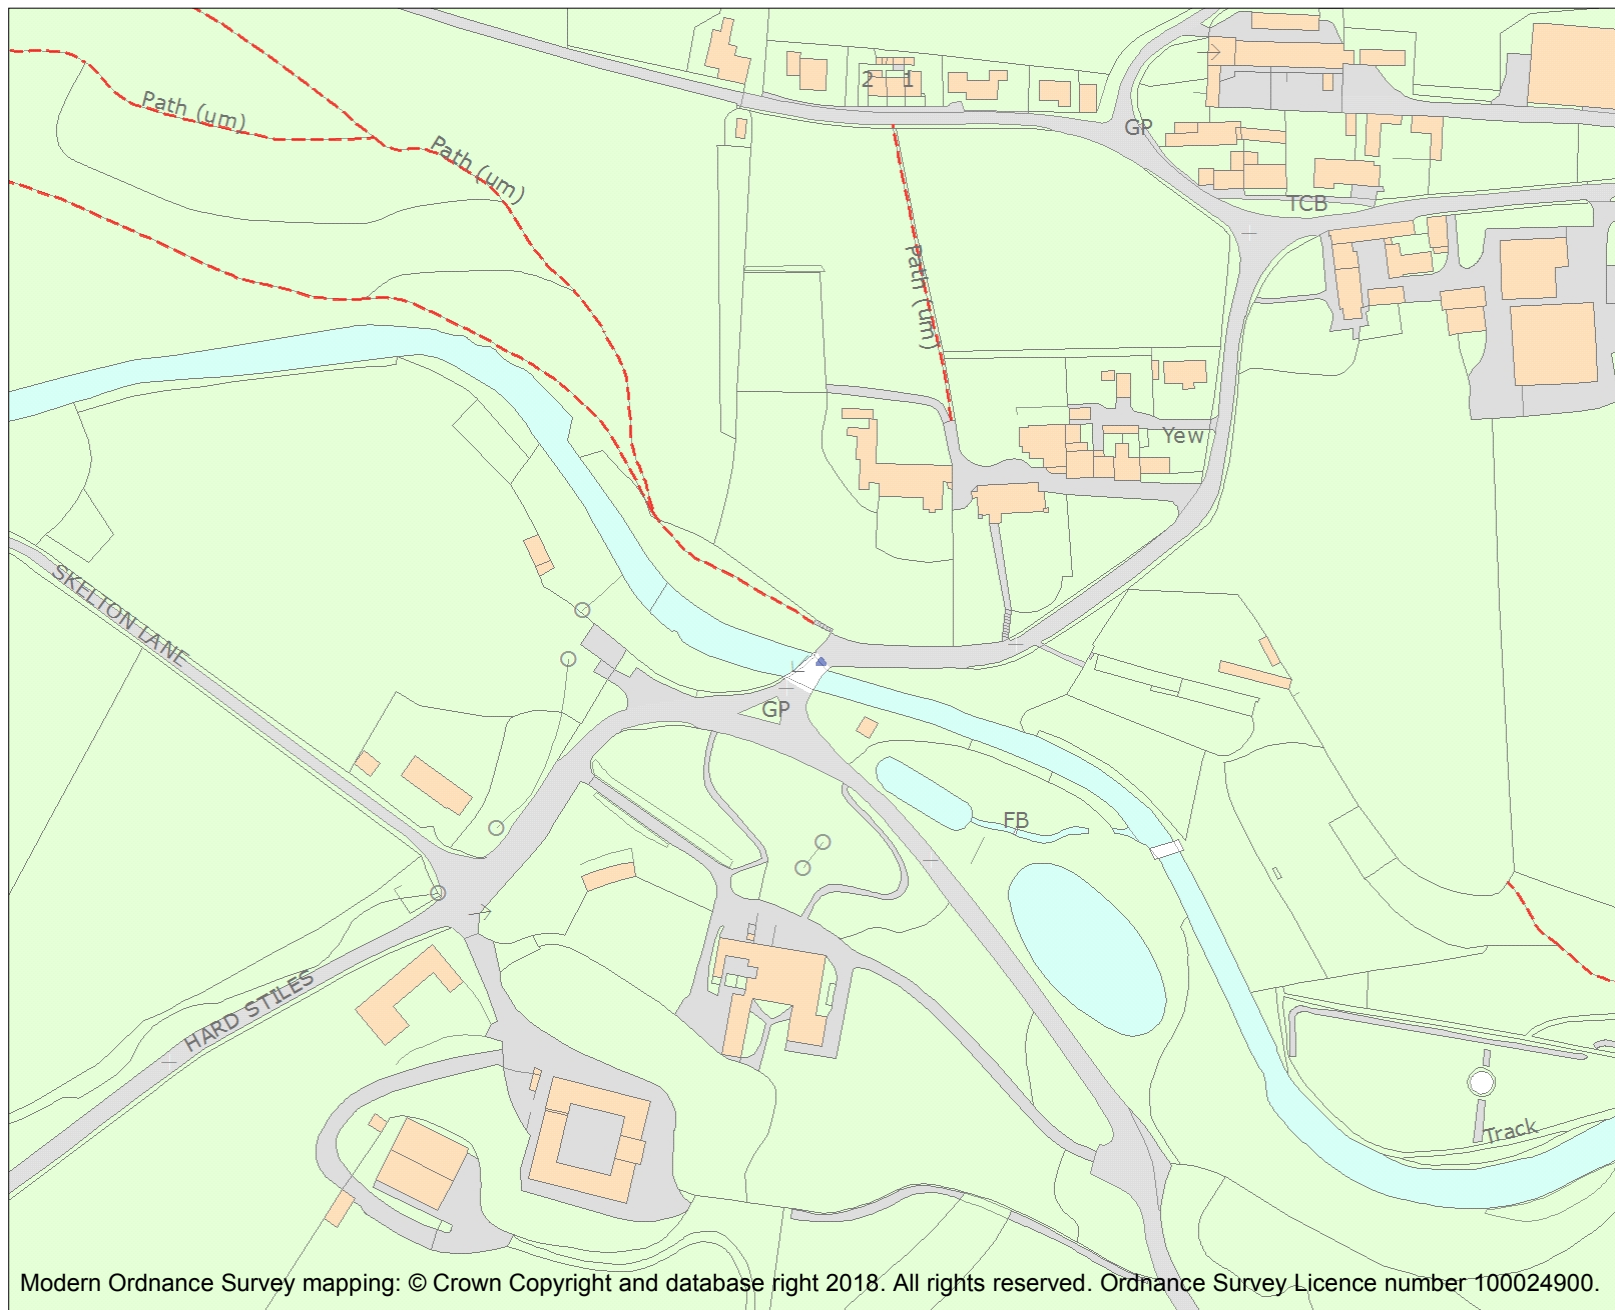 2 1
Path (um)
GP
Path (um)
TCB
Path (um)
Yew
SKELTON LANE
GP
FB
HARD STILES
Track
Modern Ordnance Survey mapping: © Crown Copyright and database right 2018. All rights reserved. Ordnance Survey Licence number 100024900.